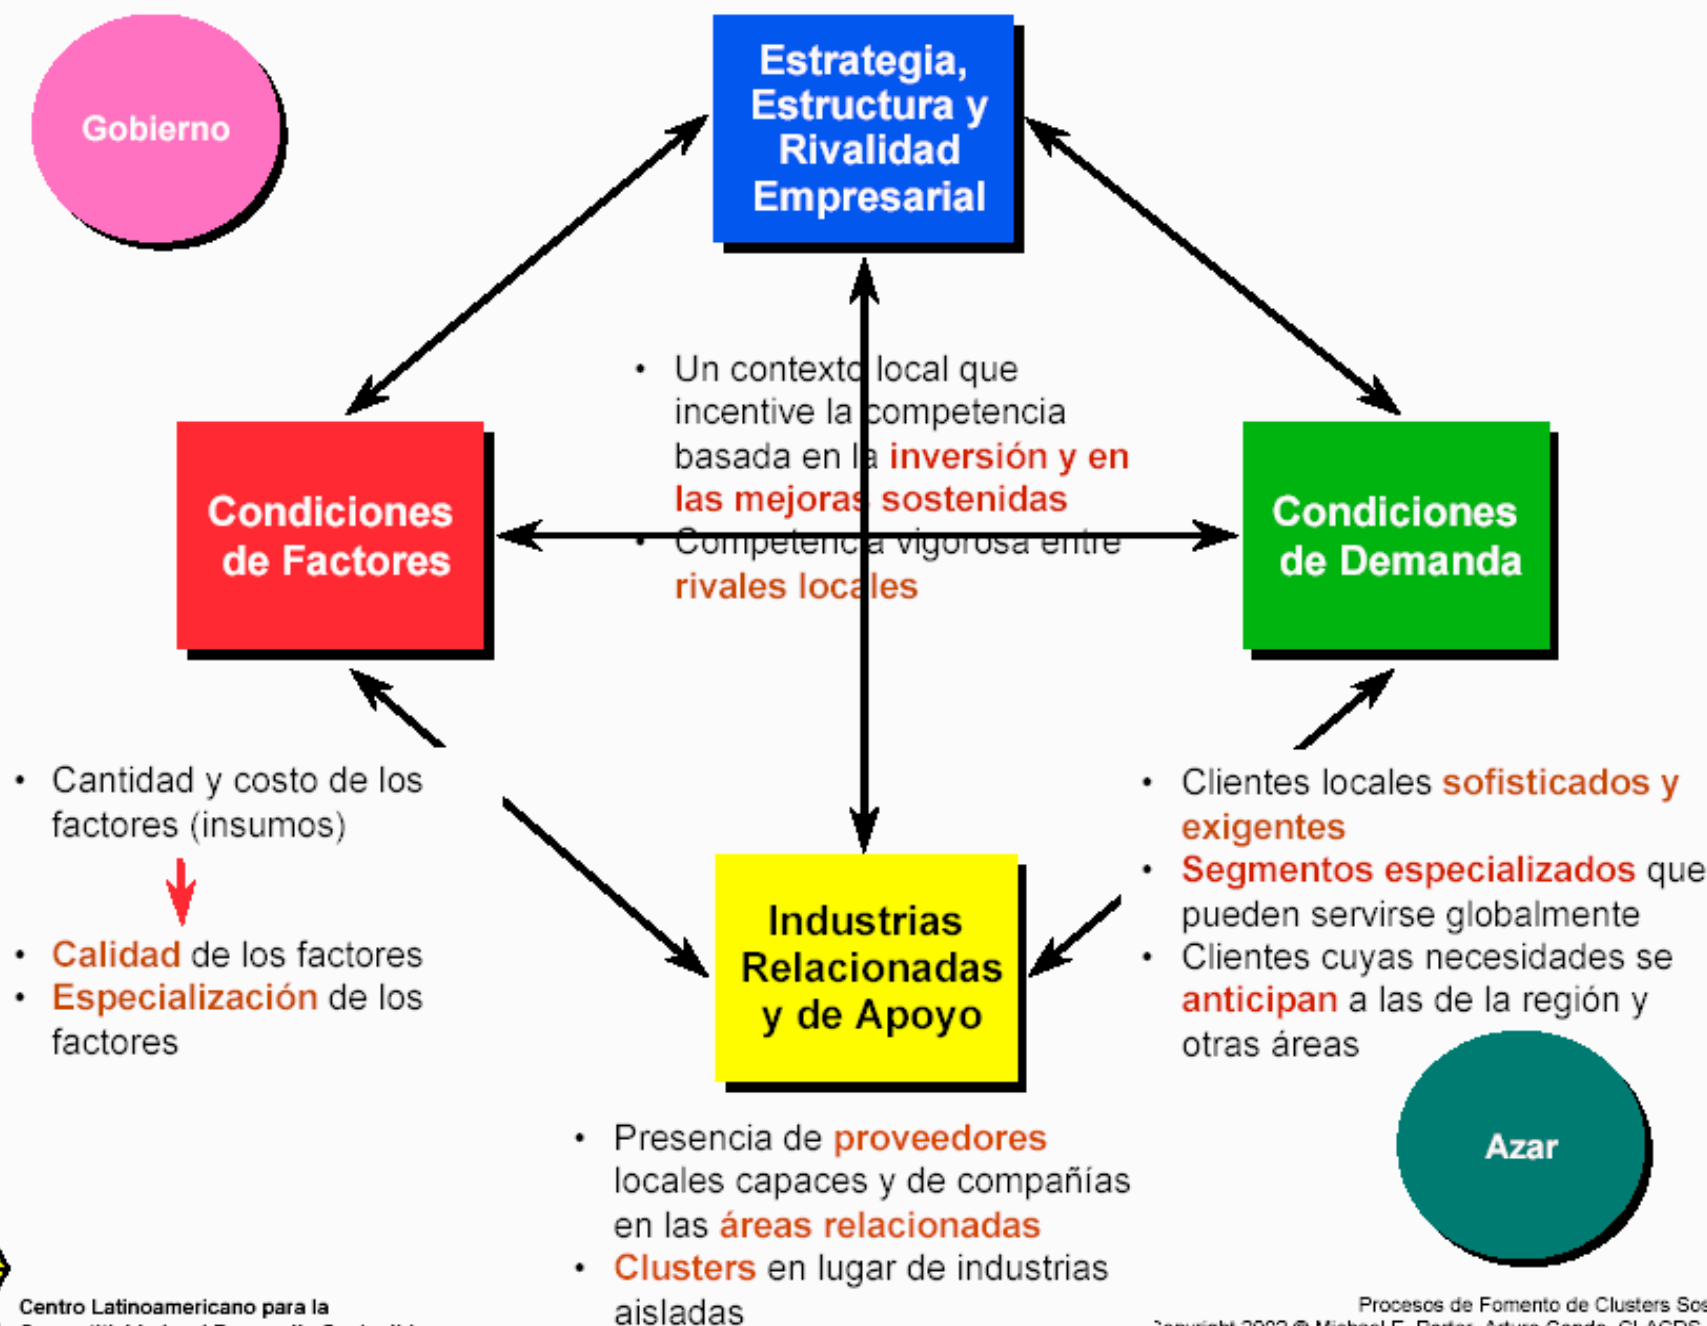 Gobierno
Estrategia,
Estructura y
Rivalidad
Empresarial
Un contexto local que
incentive la competencia
basada en la inversión y en
las mejoras sostenidas
Competencia vigorosa entre
rivales locales
Condiciones
de Factores
Condiciones
de Demanda
Cantidad y costo de los
factores (insumos)
Calidad de los factores
Especialización de los
factores
Industrias
Relacionadas
y de Apoyo
Clientes locales sofisticados y
exigentes
Segmentos especializados que
pueden servirse globalmente
Clientes cuyas necesidades se
anticipan a las de la región y
otras áreas
Azar
Presencia de proveedores
locales capaces y de compañías
en las áreas relacionadas
Clusters en lugar de industrias
aisladas
Centro Latinoamericano para la
Procesos de Fomento de Clusters